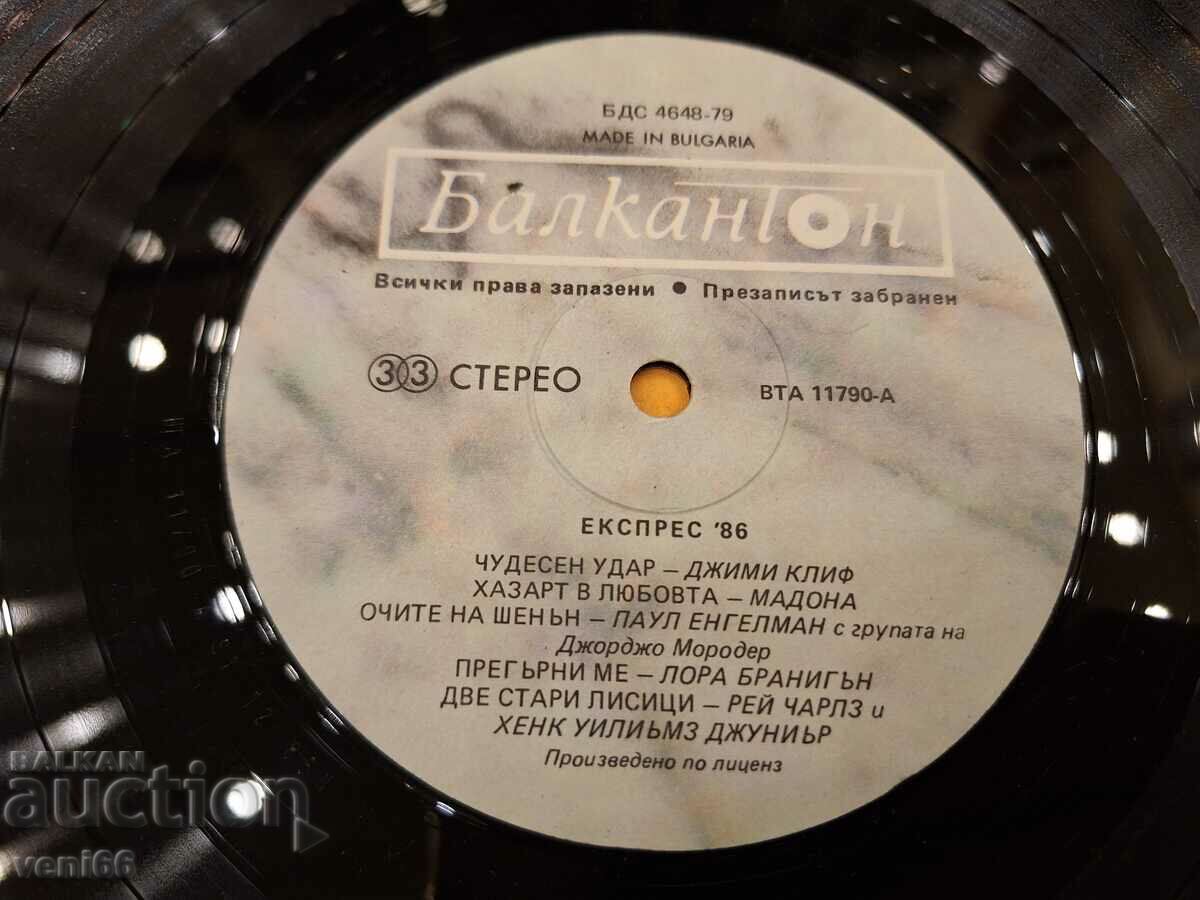 БДС 4648-79
MADE IN BULGARIA
Балкантон
Всички права запазени ● Презаписът забранен
33 СТЕРЕО
ВТА 11790-А
ЕКСПРЕС '86
ЧУДЕСЕН УДАР – ДЖИМИ КЛИФ
ХАЗАРТ В ЛЮБОВТА – МАДОНА
ОЧИТЕ НА ШЕНЪН – ПАУЛ ЕНГЕЛМАН с групата на
Джорджо Мородер
ПРЕГЪРНИ МЕ – ЛОРА БРАНИГЪН
ДВЕ СТАРИ ЛИСИЦИ – РЕЙ ЧАРЛЗ и
ХЕНК УИЛИЬМЗ ДЖУНИЪР
Произведено по лиценз
BALKAN
auction
veni66